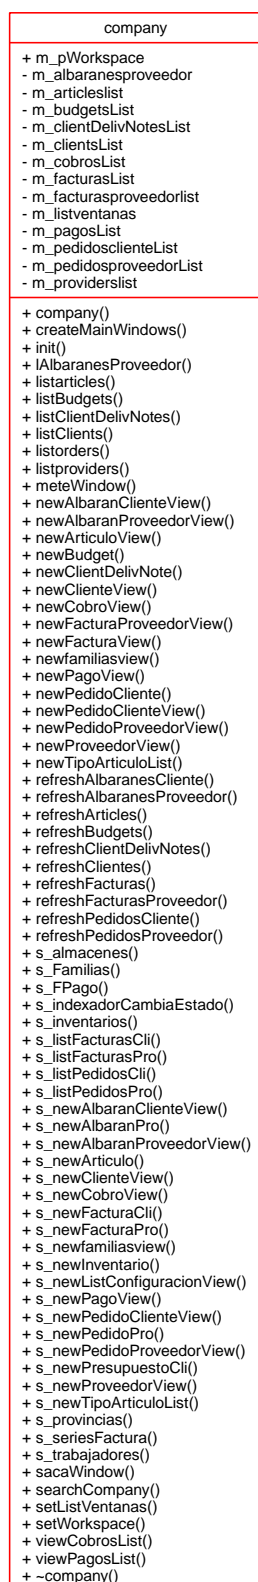 company
+ m_pWorkspace
- m_albaranesproveedor
- m_articleslist
- m_budgetsList
- m_clientDelivNotesList
- m_clientsList
- m_cobrosList
- m_facturasList
- m_facturasproveedorlist
- m_listventanas
- m_pagosList
- m_pedidosclienteList
- m_pedidosproveedorList
- m_providerslist
+ company()
+ createMainWindows()
+ init()
+ lAlbaranesProveedor()
+ listarticles()
+ listBudgets()
+ listClientDelivNotes()
+ listClients()
+ listorders()
+ listproviders()
+ meteWindow()
+ newAlbaranClienteView()
+ newAlbaranProveedorView()
+ newArticuloView()
+ newBudget()
+ newClientDelivNote()
+ newClienteView()
+ newCobroView()
+ newFacturaProveedorView()
+ newFacturaView()
+ newfamiliasview()
+ newPagoView()
+ newPedidoCliente()
+ newPedidoClienteView()
+ newPedidoProveedorView()
+ newProveedorView()
+ newTipoArticuloList()
+ refreshAlbaranesCliente()
+ refreshAlbaranesProveedor()
+ refreshArticles()
+ refreshBudgets()
+ refreshClientDelivNotes()
+ refreshClientes()
+ refreshFacturas()
+ refreshFacturasProveedor()
+ refreshPedidosCliente()
+ refreshPedidosProveedor()
+ s_almacenes()
+ s_Familias()
+ s_FPago()
+ s_indexadorCambiaEstado()
+ s_inventarios()
+ s_listFacturasCli()
+ s_listFacturasPro()
+ s_listPedidosCli()
+ s_listPedidosPro()
+ s_newAlbaranClienteView()
+ s_newAlbaranPro()
+ s_newAlbaranProveedorView()
+ s_newArticulo()
+ s_newClienteView()
+ s_newCobroView()
+ s_newFacturaCli()
+ s_newFacturaPro()
+ s_newfamiliasview()
+ s_newInventario()
+ s_newListConfiguracionView()
+ s_newPagoView()
+ s_newPedidoClienteView()
+ s_newPedidoPro()
+ s_newPedidoProveedorView()
+ s_newPresupuestoCli()
+ s_newProveedorView()
+ s_newTipoArticuloList()
+ s_provincias()
+ s_seriesFactura()
+ s_trabajadores()
+ sacaWindow()
+ searchCompany()
+ setListVentanas()
+ setWorkspace()
+ viewCobrosList()
+ viewPagosList()
+ ~company()